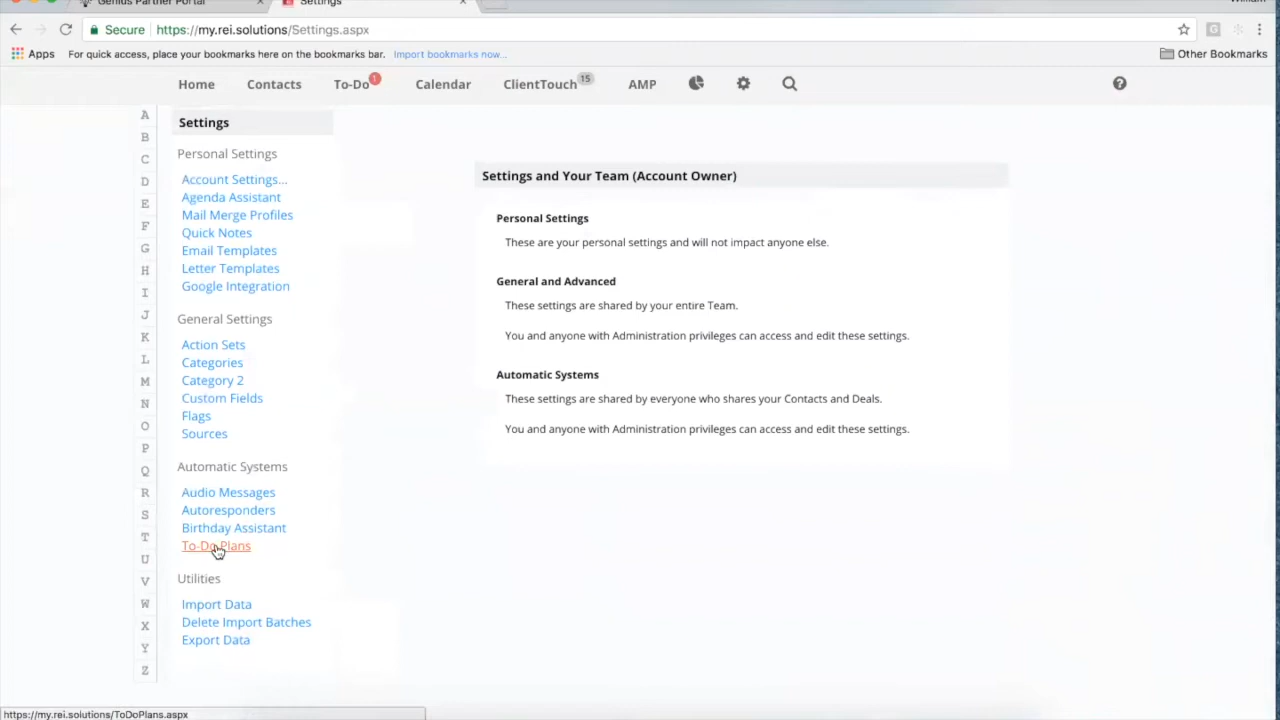 Genius Partner Portal
Settings
William
Secure https://my.rei.solutions/Settings.aspx
Apps For quick access, place your bookmarks here on the bookmarks bar. Import bookmarks now... Other Bookmarks
Home Contacts To-Do 1 Calendar ClientTouch 15 AMP
A
B
C
D
E
F
G
H
I
J
K
L
M
N
O
P
Q
R
S
T
U
V
W
X
Y
Z
Settings
Personal Settings
Account Settings...
Agenda Assistant
Mail Merge Profiles
Quick Notes
Email Templates
Letter Templates
Google Integration
General Settings
Action Sets
Categories
Category 2
Custom Fields
Flags
Sources
Automatic Systems
Audio Messages
Autoresponders
Birthday Assistant
To-Do Plans
Utilities
Import Data
Delete Import Batches
Export Data
Settings and Your Team (Account Owner)
Personal Settings
These are your personal settings and will not impact anyone else.
General and Advanced
These settings are shared by your entire Team.
You and anyone with Administration privileges can access and edit these settings.
Automatic Systems
These settings are shared by everyone who shares your Contacts and Deals.
You and anyone with Administration privileges can access and edit these settings.
https://my.rei.solutions/ToDoPlans.aspx